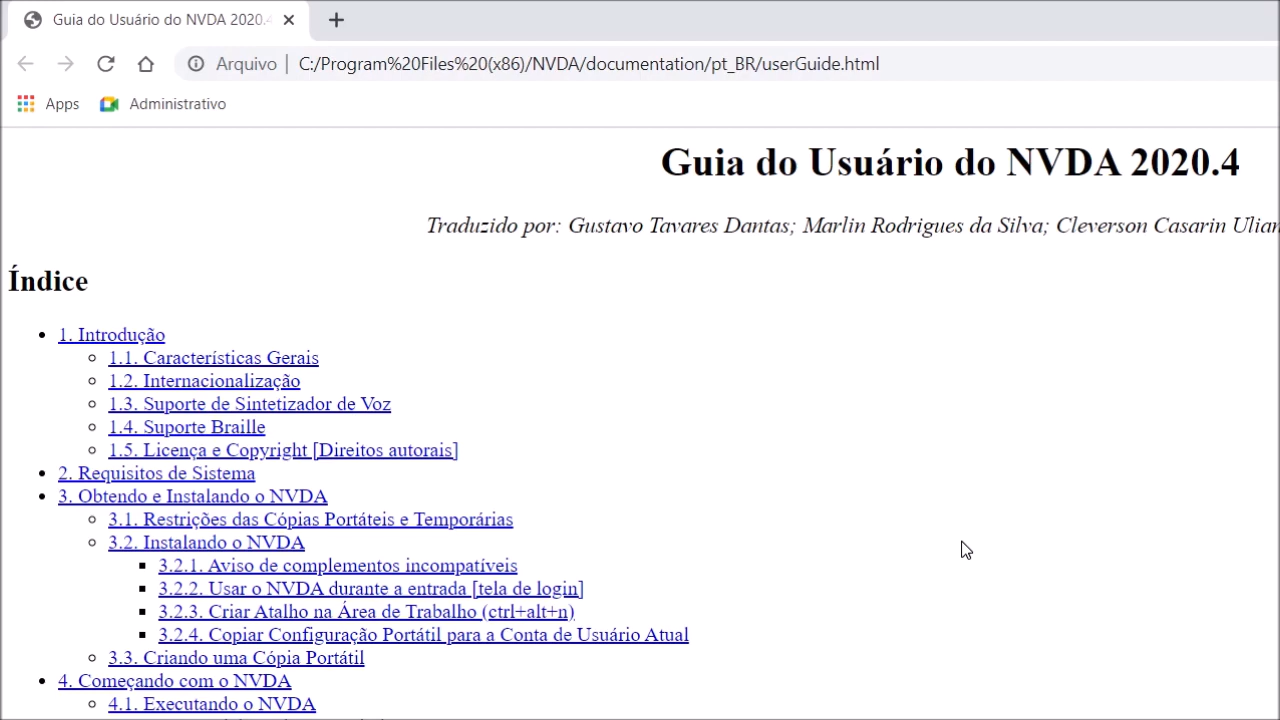 Guia do Usuário do NVDA 2020.4
Arquivo | C:/Program%20Files%20(x86)/NVDA/documentation/pt_BR/userGuide.html
Apps Administrativo
Guia do Usuário do NVDA 2020.4
Traduzido por: Gustavo Tavares Dantas; Marlin Rodrigues da Silva; Cleverson Casarin
Índice
1. Introdução
1.1. Características Gerais
1.2. Internacionalização
1.3. Suporte de Sintetizador de Voz
1.4. Suporte Braille
1.5. Licença e Copyright [Direitos autorais]
2. Requisitos de Sistema
3. Obtendo e Instalando o NVDA
3.1. Restrições das Cópias Portáteis e Temporárias
3.2. Instalando o NVDA
3.2.1. Aviso de complementos incompatíveis
3.2.2. Usar o NVDA durante a entrada [tela de login]
3.2.3. Criar Atalho na Área de Trabalho (ctrl+alt+n)
3.2.4. Copiar Configuração Portátil para a Conta de Usuário Atual
3.3. Criando uma Cópia Portátil
4. Começando com o NVDA
4.1. Executando o NVDA